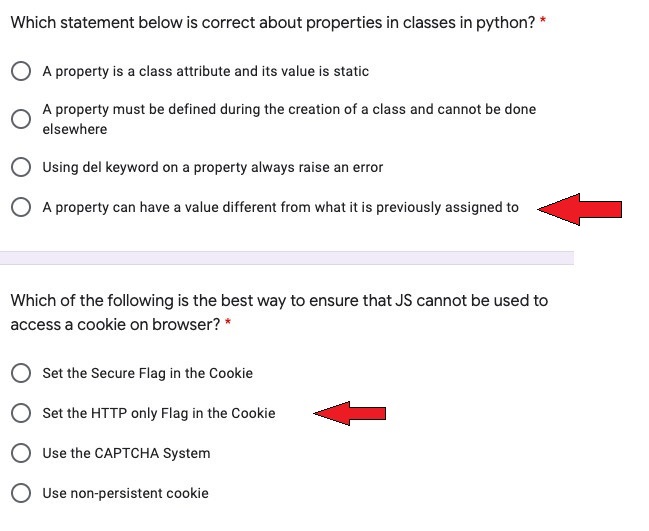 Which statement below is correct about properties in classes in python? *
A property is a class attribute and its value is static
A property must be defined during the creation of a class and cannot be done
elsewhere
Using del keyword on a property always raise an error
A property can have a value different from what it is previously assigned to
Which of the following is the best way to ensure that JS cannot be used to
access a cookie on browser? *
Set the Secure Flag in the Cookie
Set the HTTP only Flag in the Cookie
Use the CAPTCHA System
Use non-persistent cookie